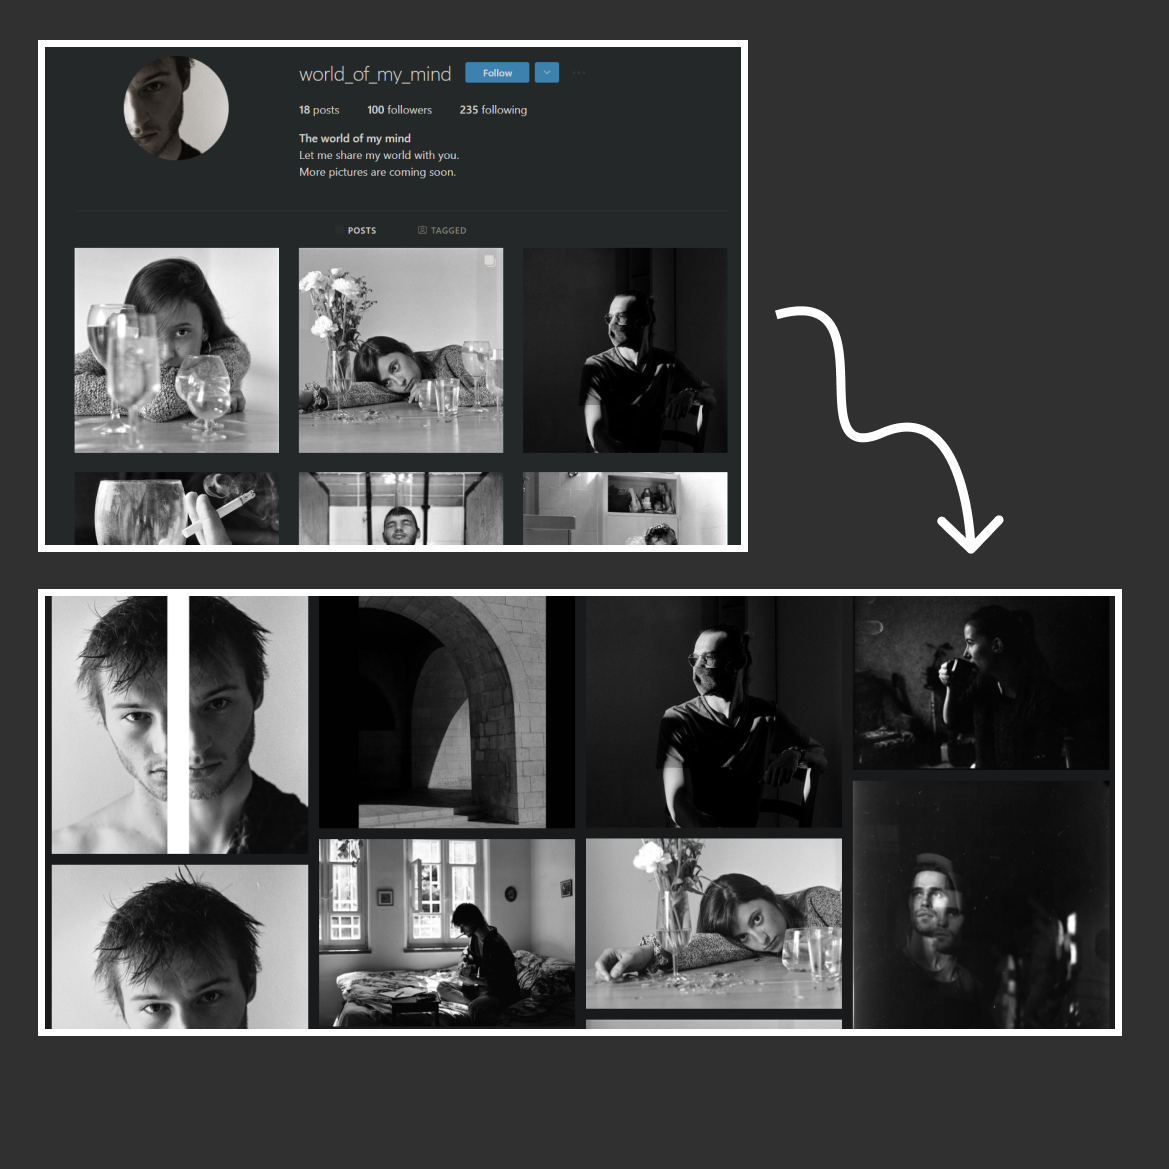 world_of_my_mind Follow
18 posts 100 followers 235 following
The world of my mind
Let me share my world with you.
More pictures are coming soon.
POSTS TAGGED